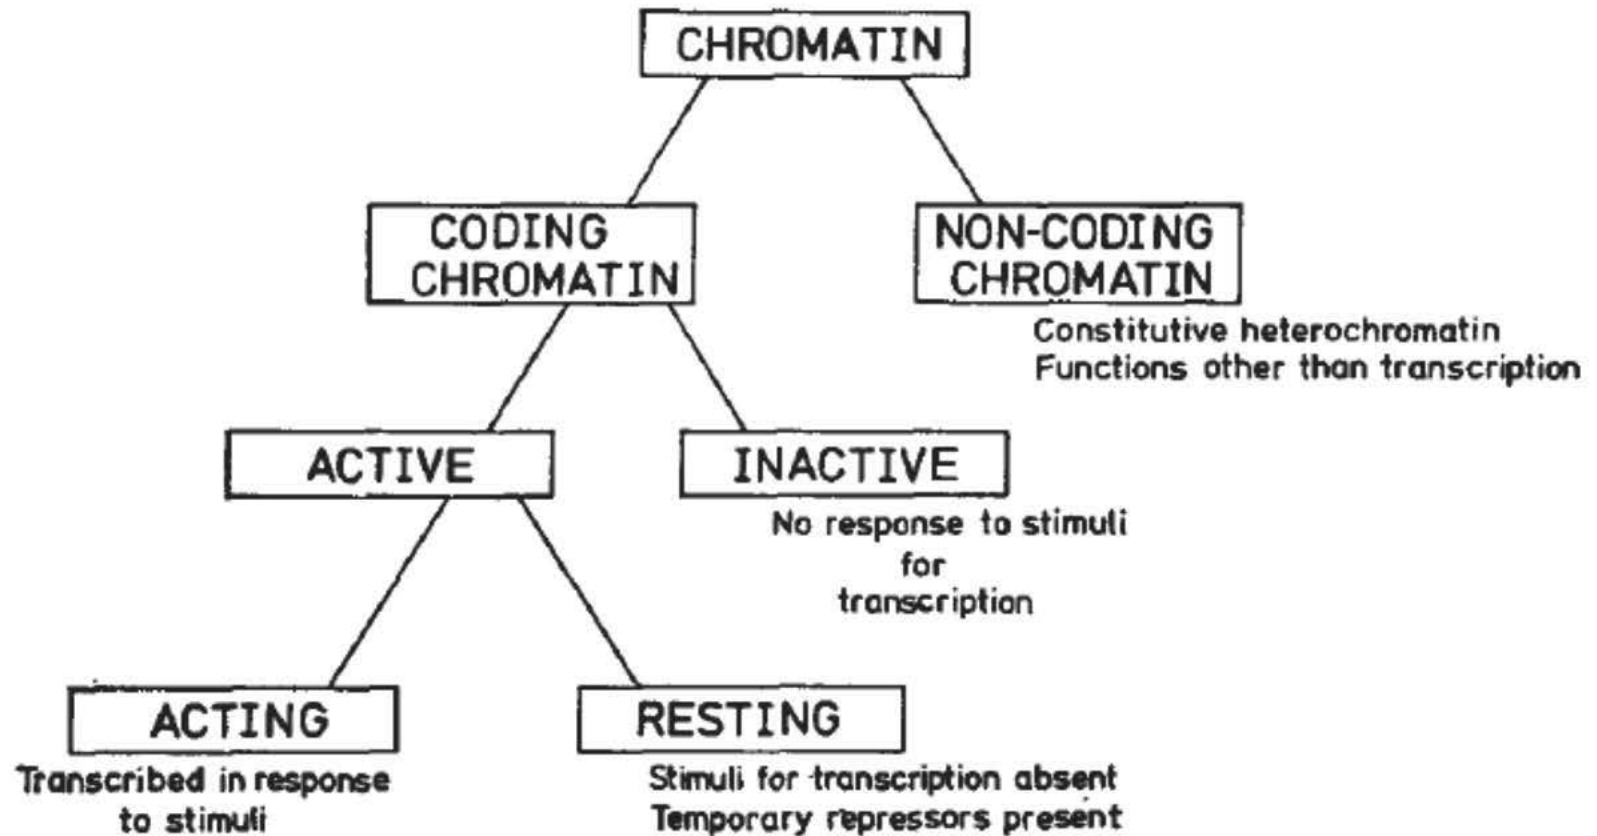 CHROMATIN
CODING
CHROMATIN
NON-CODING
CHROMATIN
Constitutive heterochromatin
Functions other than transcription
ACTIVE
INACTIVE
No response to stimuli
for
transcription
ACTING
Transcribed in response
to stimuli
RESTING
Stimuli for transcription absent
Temporary repressors present